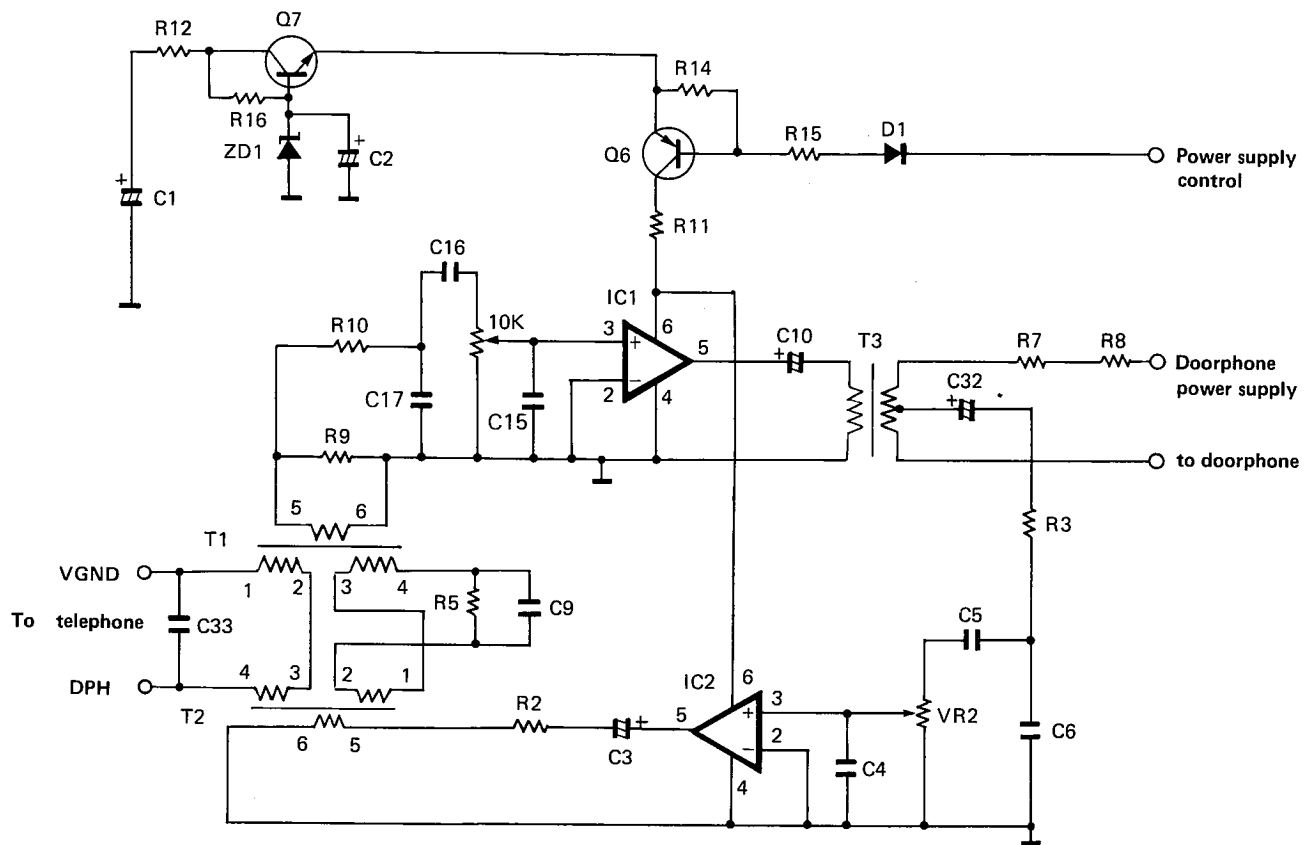 Q7
R12
R14
R16
ZD1
C2
+
Q6
R15
D1
Power supply
control
+
C1
R11
C16
IC1
R10
10K
3
+
6
5
C10
+
T3
R7
R8
Doorphone
power supply
C17
2
−
4
C15
C32
+
R9
to doorphone
5
6
R3
T1
VGND
1
2
3
4
R5
C9
To telephone
C33
C5
DPH
4
3
2
1
T2
IC2
6
3
+
5
2
−
4
VR2
C6
R2
+
C3
C4
6
5